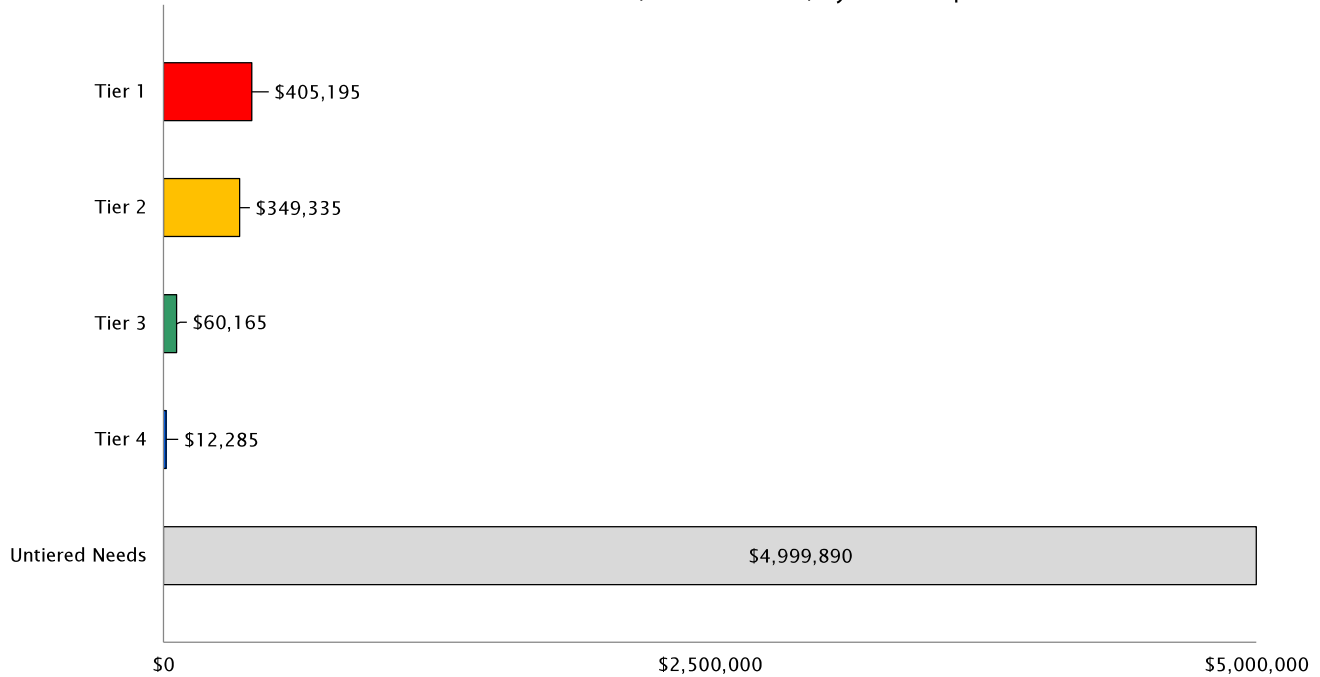 Tier 1 $405,195
Tier 2 $349,335
Tier 3 $60,165
Tier 4 $12,285
Untiered Needs $4,999,890
$0 $2,500,000 $5,000,000